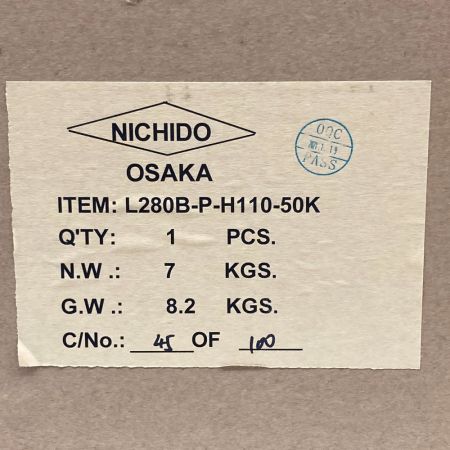 NICHIDO
OQC
PASS
OSAKA
ITEM: L280B-P-H110-50K
Q'TY: 1 PCS.
N.W .: 7 KGS.
G.W .: 8.2 KGS.
C/No.: 45 OF 100